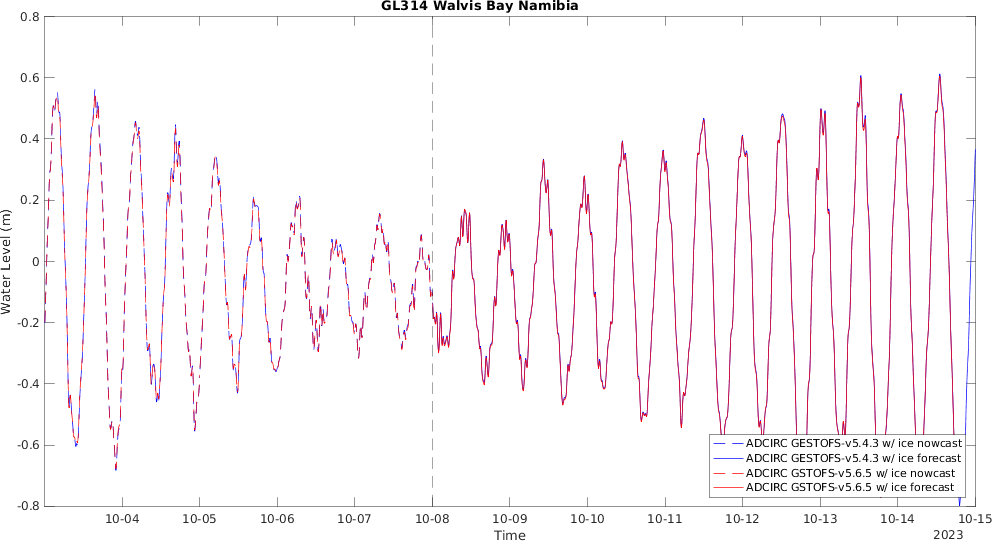 GL314 Walvis Bay Namibia
0.8
0.6
0.4
0.2
0
-0.2
-0.4
-0.6
-0.8
Water Level (m)
ADCIRC GESTOFS-v5.4.3 w/ ice nowcast
ADCIRC GESTOFS-v5.4.3 w/ ice forecast
ADCIRC GSTOFS-v5.6.5 w/ ice nowcast
ADCIRC GSTOFS-v5.6.5 w/ ice forecast
10-04 10-05 10-06 10-07 10-08 10-09 10-10 10-11 10-12 10-13 10-14 10-15
Time
2023